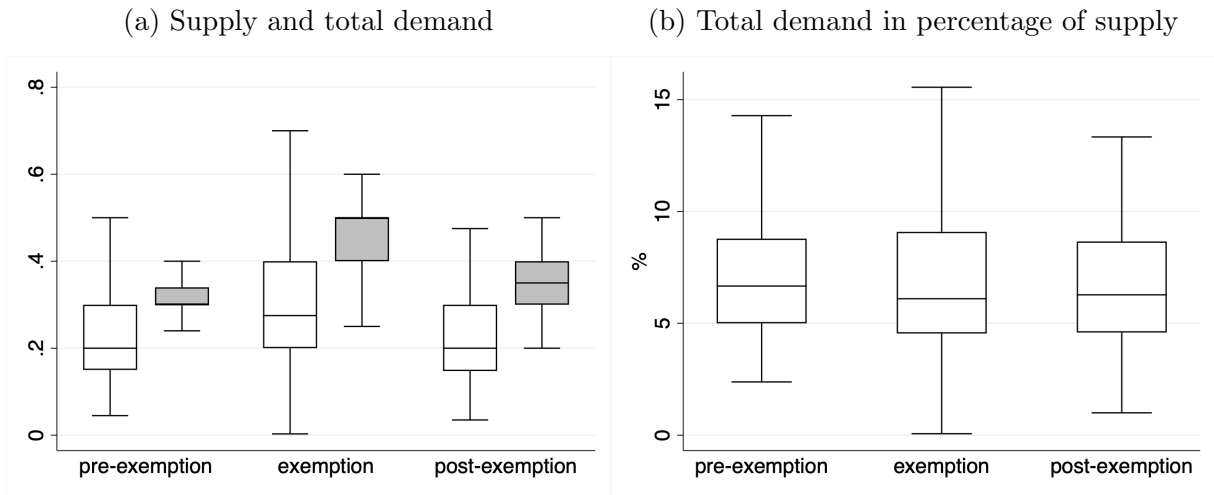 (a) Supply and total demand
.8
.6
.4
.2
0
pre-exemption exemption post-exemption
(b) Total demand in percentage of supply
%
15
10
5
0
pre-exemption exemption post-exemption